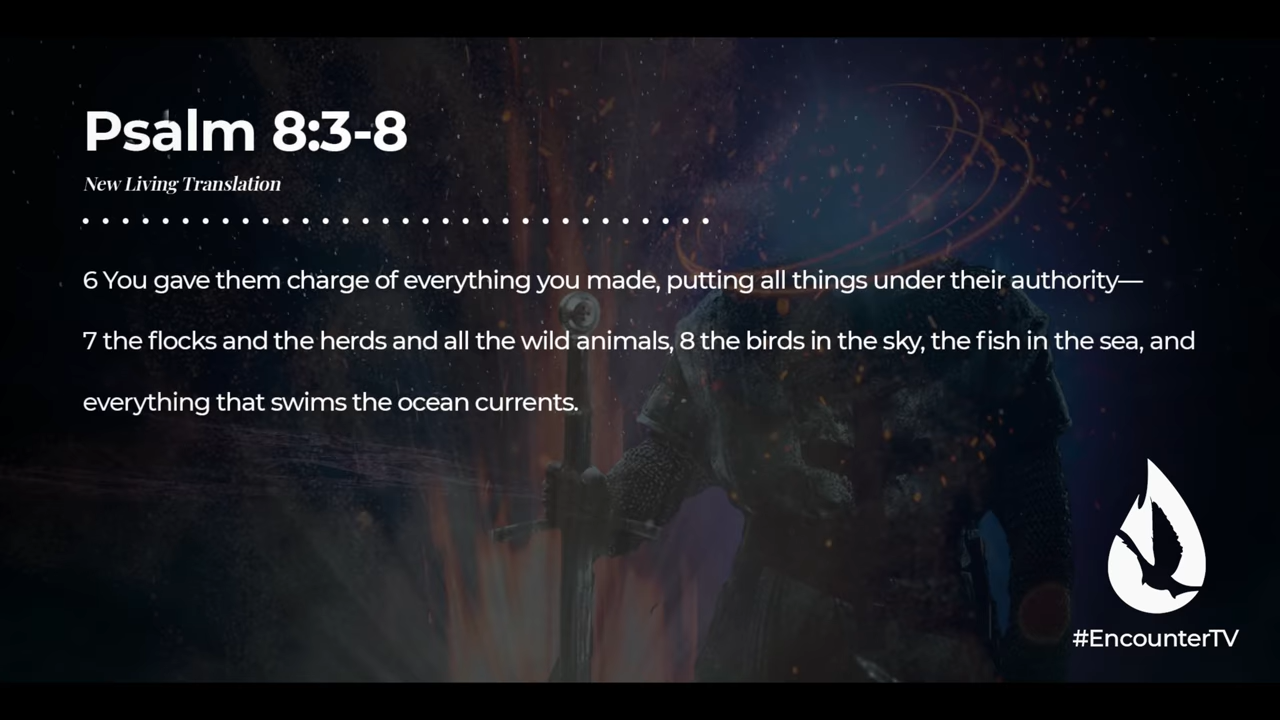 Psalm 8:3-8
New Living Translation
6 You gave them charge of everything you made, putting all things under their authority—
7 the flocks and the herds and all the wild animals, 8 the birds in the sky, the fish in the sea, and
everything that swims the ocean currents.
#EncounterTV